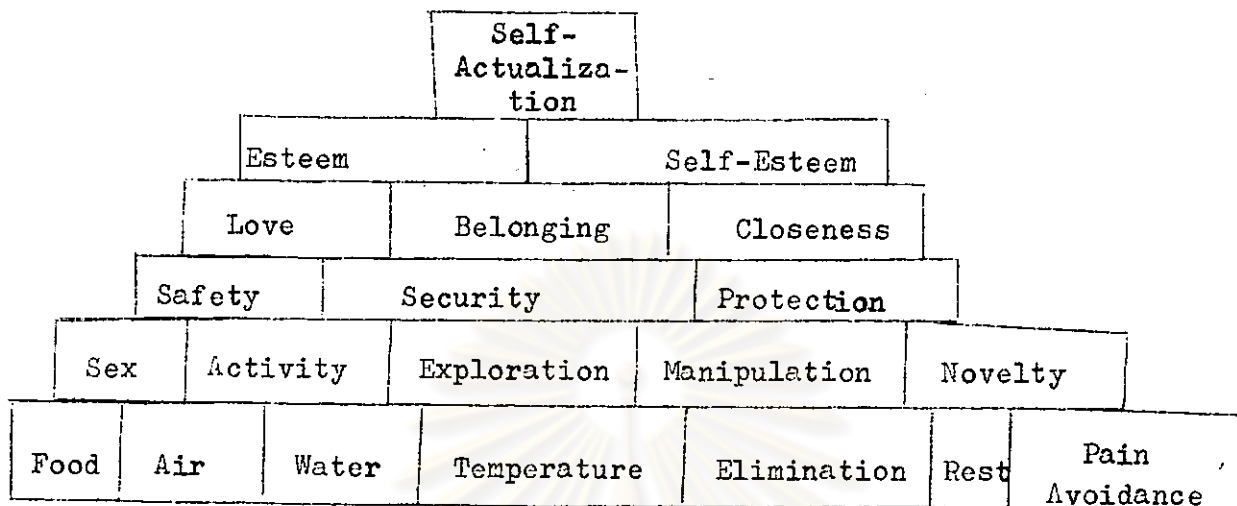 Self-
Actualiza-
tion
Esteem Self-Esteem
Love Belonging Closeness
Safety Security Protection
Sex Activity Exploration Manipulation Novelty
Food Air Water Temperature Elimination Rest Pain
Avoidance